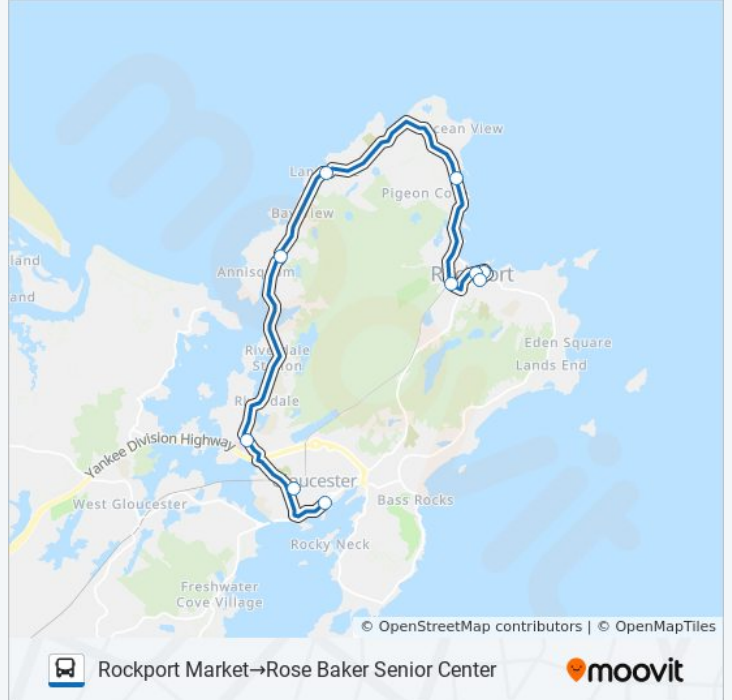 Ocean View
Lan
Pigeon Co
Bay View
Annisquam
land
and
Rockport
Eden Square
Lands End
Riverdale
Station
Riverdale
Yankee Division Highway
Gloucester
West Gloucester
Bass Rocks
Rocky Neck
Freshwater
Cove Village
© OpenStreetMap contributors | © OpenMapTiles
Rockport Market→Rose Baker Senior Center
moovit